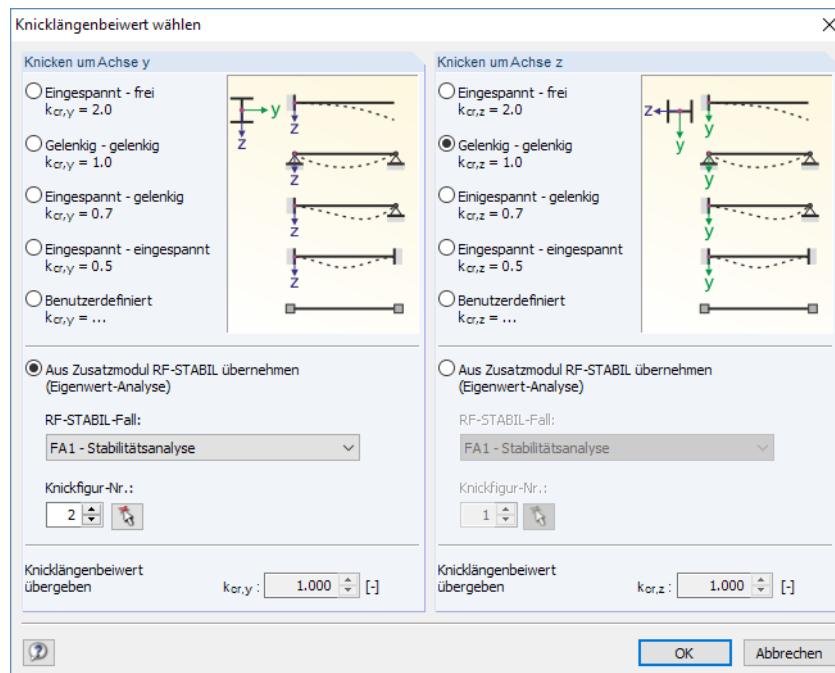 Knicklängenbeiwert wählen
Knicken um Achse y
Eingespannt - frei
kcr,y = 2.0
Gelenkig - gelenkig
kcr,y = 1.0
Eingespannt - gelenkig
kcr,y = 0.7
Eingespannt - eingespannt
kcr,y = 0.5
Benutzerdefiniert
kcr,y = ...
y
z
z
z
z
z
Aus Zusatzmodul RF-STABIL übernehmen
(Eigenwert-Analyse)
RF-STABIL-Fall:
FA1 - Stabilitätsanalyse
Knickfigur-Nr.:
2
Knicklängenbeiwert
übergeben
kcr,y : 1.000 [-]
Knicken um Achse z
Eingespannt - frei
kcr,z = 2.0
Gelenkig - gelenkig
kcr,z = 1.0
Einigespannt - gelenkig
kcr,z = 0.7
Eingespannt - eingespannt
kcr,z = 0.5
Benutzerdefiniert
kcr,z = ...
z
y
y
y
y
y
Aus Zusatzmodul RF-STABIL übernehmen
(Eigenwert-Analyse)
RF-STABIL-Fall:
FA1 - Stabilitätsanalyse
Knickfigur-Nr.:
1
Knicklängenbeiwert
übergeben
kcr,z : 1.000 [-]
OK
Abbrechen